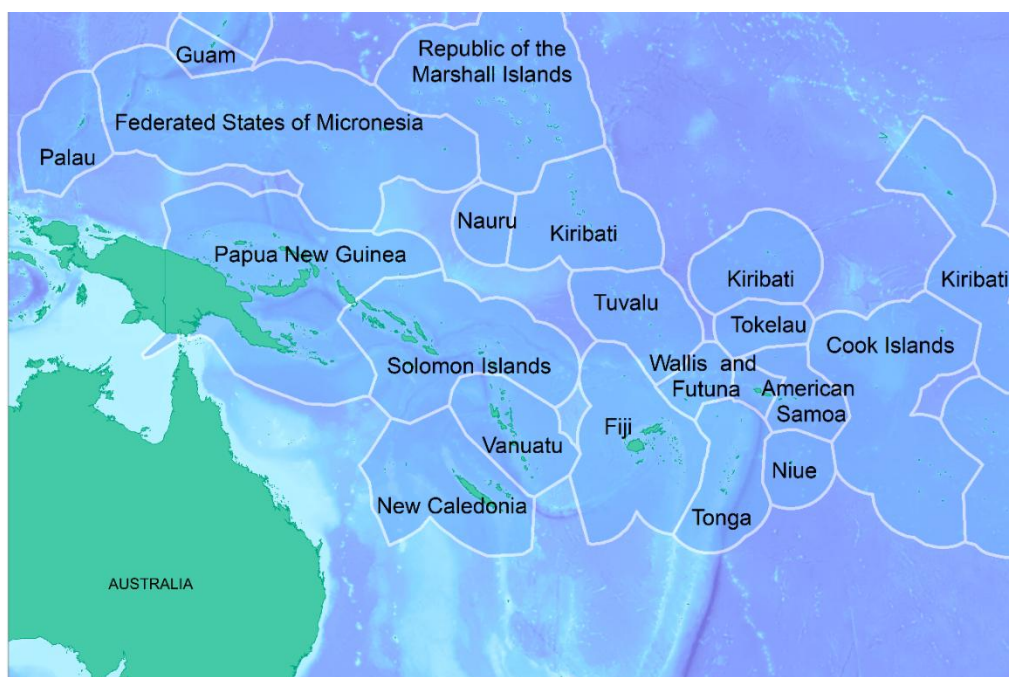 Guam
Republic of the
Marshall Islands
Federated States of Micronesia
Palau
Nauru
Kiribati
Papua New Guinea
Kiribati
Kiribati
Tuvalu
Tokelau
Cook Islands
Solomon Islands
Wallis and
Futuna
American
Samoa
Fiji
Vanuatu
Niue
New Caledonia
Tonga
AUSTRALIA